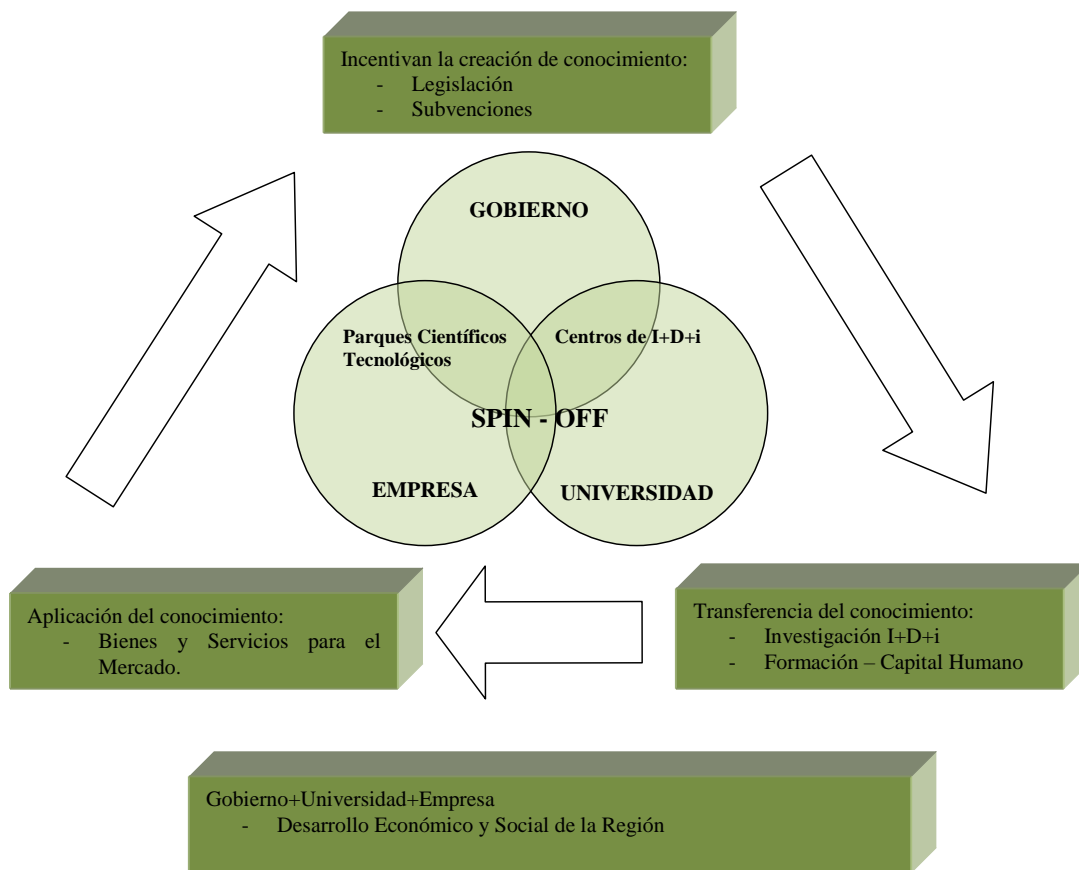 Incentivan la creación de conocimiento:
- Legislación
- Subvenciones
GOBIERNO
Parques Científicos
Tecnológicos
Centros de I+D+i
SPIN - OFF
EMPRESA
UNIVERSIDAD
Aplicación del conocimiento:
- Bienes y Servicios para el
Mercado.
Transferencia del conocimiento:
- Investigación I+D+i
- Formación – Capital Humano
Gobierno+Universidad+Empresa
- Desarrollo Económico y Social de la Región